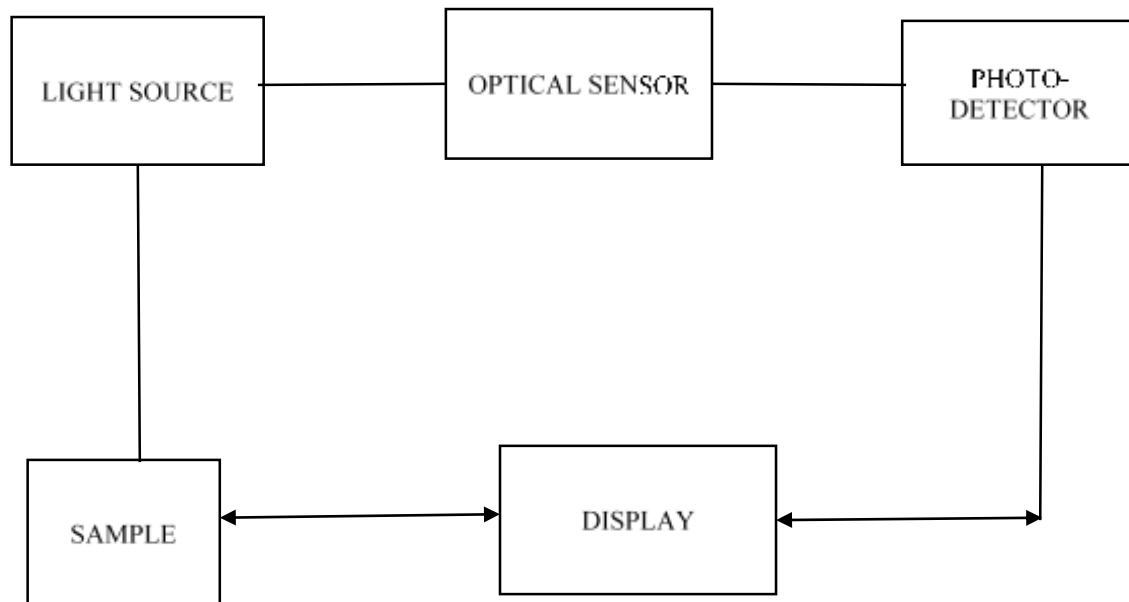 LIGHT SOURCE
OPTICAL SENSOR
PHOTO-
DETECTOR
SAMPLE
DISPLAY